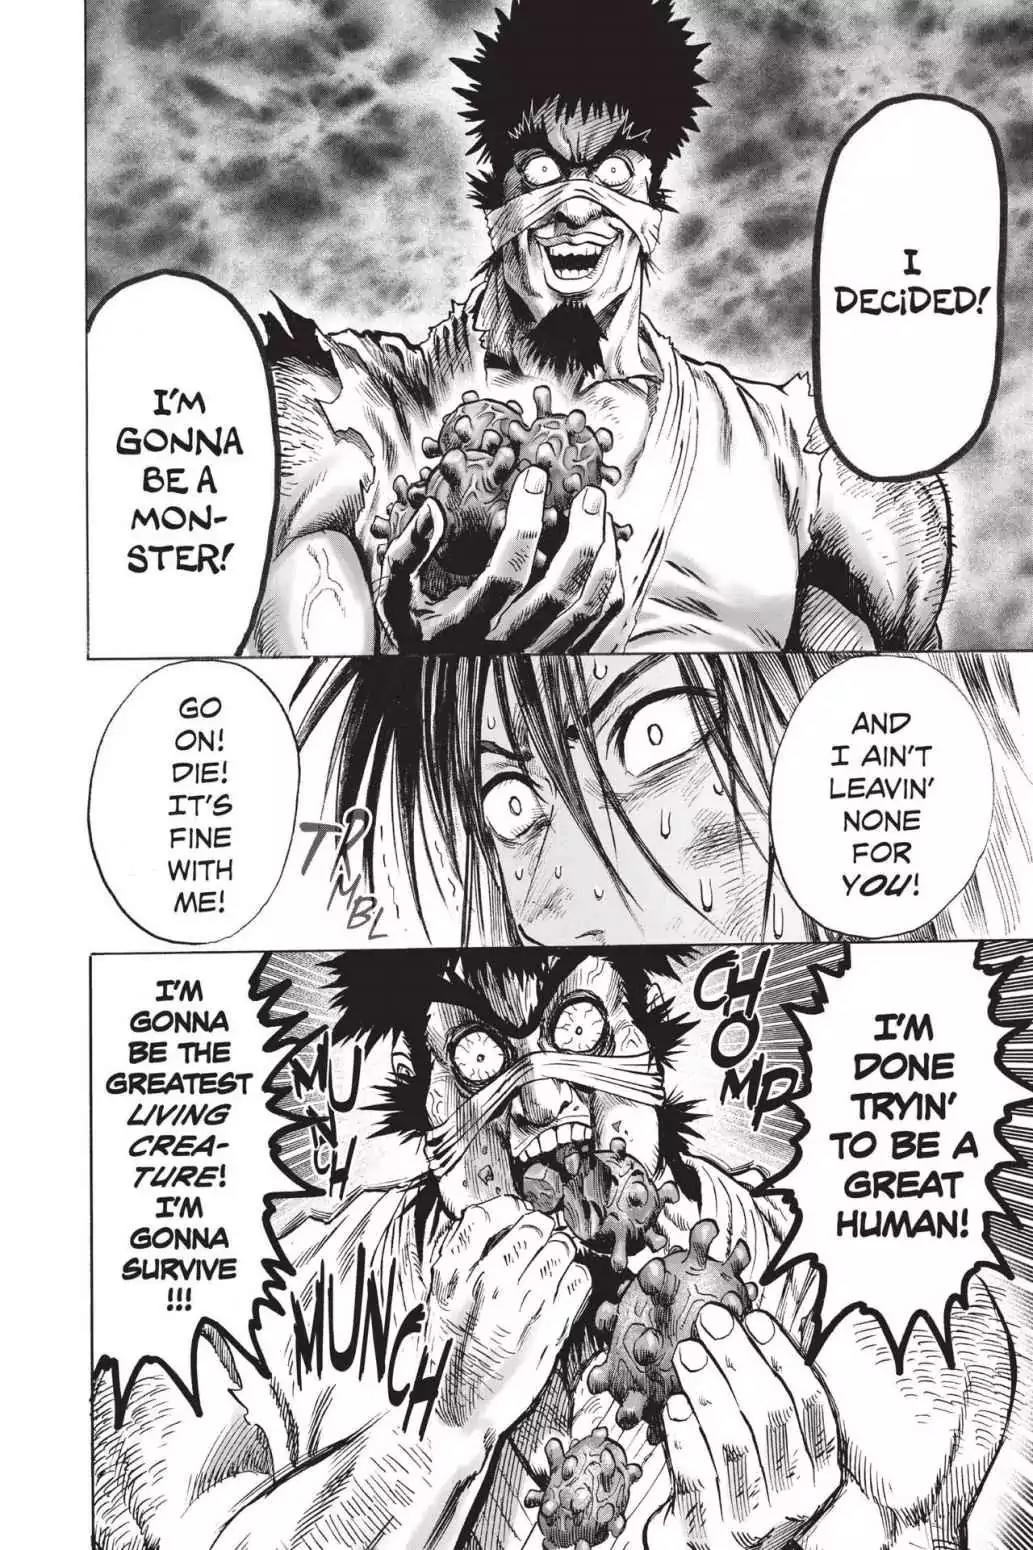 I
DECiDED!
I'M
GONNA
BE A
MON-
STER!
AND
I AIN'T
LEAVIN'
NONE
FOR
YOU!
GO
ON!
DIE!
IT'S
FINE
WITH
ME!
TRMBL
CHOMP
I'M
DONE
TRYIN'
TO BE A
GREAT
HUMAN!
MUNCH
I'M
GONNA
BE THE
GREATEST
LIVING
CREA-
TURE!
I'M
GONNA
SURVIVE
!!!
MUNCH